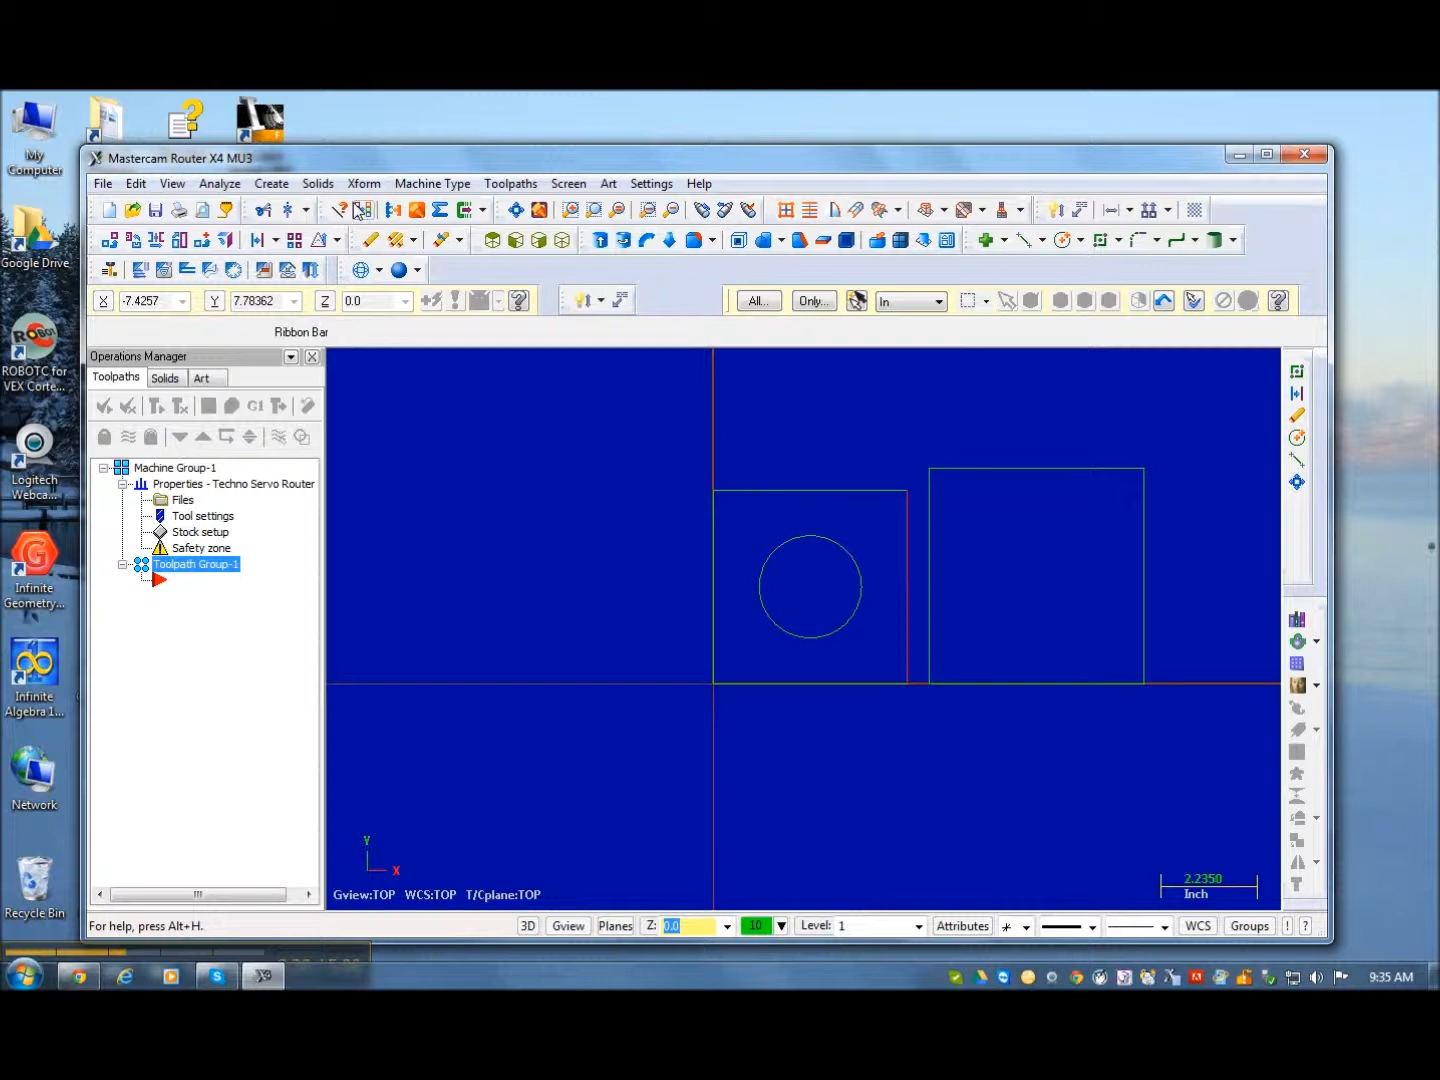 My
Computer
Google Drive
ROBOTC for
VEX Corte...
Logitech
Webca...
Infinite
Geometry...
Infinite
Algebra 1...
Network
Recycle Bin
Mastercam Router X4 MU3
File Edit View Analyze Create Solids Xform Machine Type Toolpaths Screen Art Settings Help
X -7.4257 Y 7.78362 Z 0.0 All... Only... In
Ribbon Bar
Operations Manager
Toolpaths Solids Art
G1
Machine Group-1
Properties - Techno Servo Router
Files
Tool settings
Stock setup
Safety zone
Toolpath Group-1
Y
X
Gview:TOP WCS:TOP T/Cplane:TOP
2.2350
Inch
For help, press Alt+H.
3D Gview Planes Z: 0.0 10 Level: 1 Attributes WCS Groups ! ?
9:35 AM